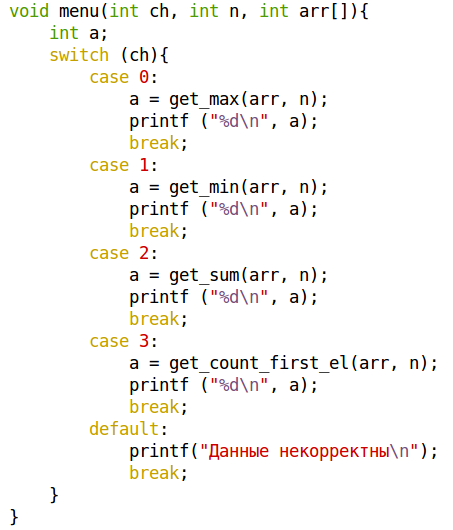 void menu(int ch, int n, int arr[]){
    int a;
    switch (ch){
        case 0:
            a = get_max(arr, n);
            printf ("%d\n", a);
            break;
        case 1:
            a = get_min(arr, n);
            printf ("%d\n", a);
            break;
        case 2:
            a = get_sum(arr, n);
            printf ("%d\n", a);
            break;
        case 3:
            a = get_count_first_el(arr, n);
            printf ("%d\n", a);
            break;
        default:
            printf("Данные некорректны\n");
            break;
    }
}